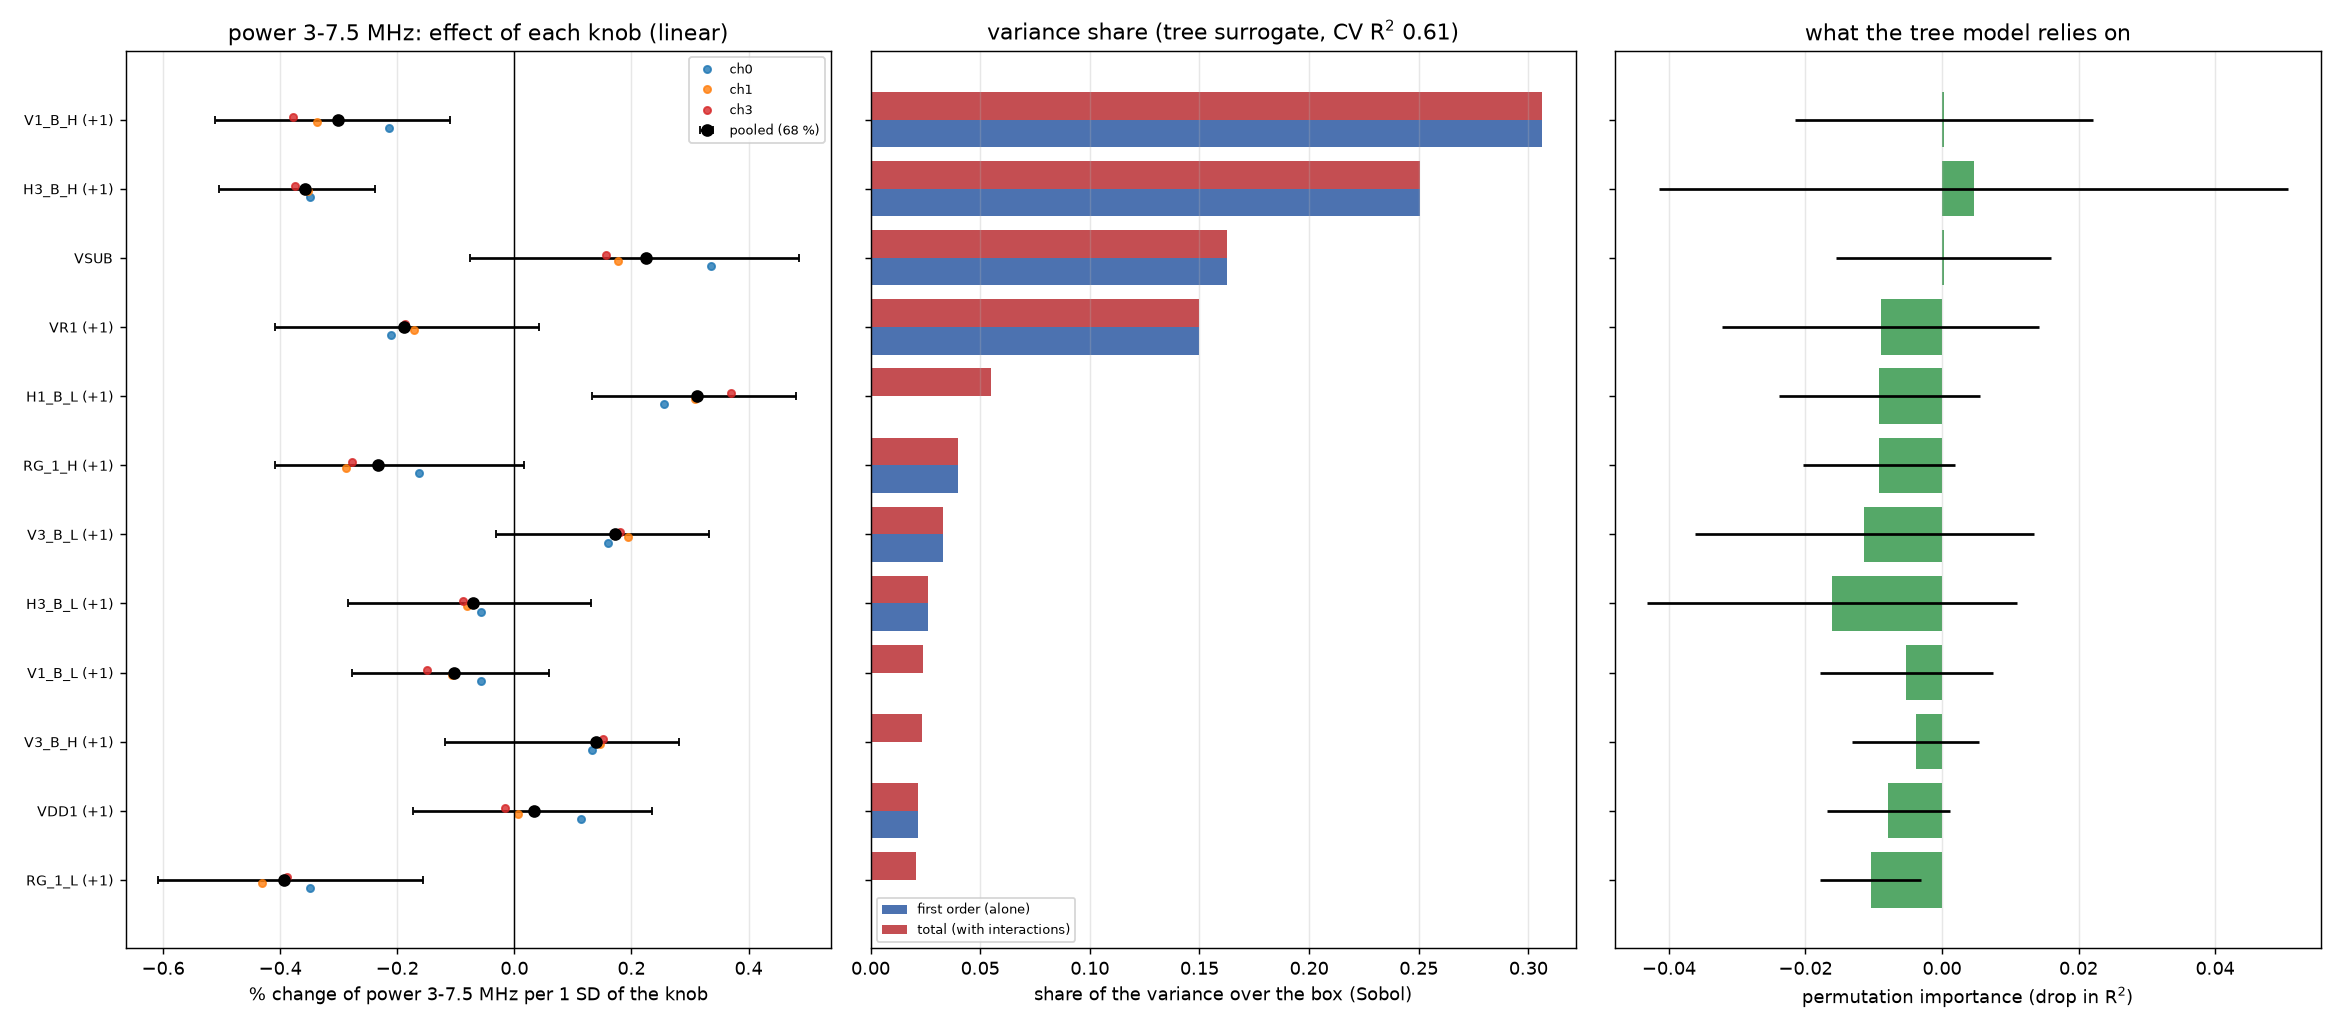 power 3-7.5 MHz: effect of each knob (linear)
ch0
ch1
ch3
pooled (68 %)
V1_B_H (+1)
H3_B_H (+1)
VSUB
VR1 (+1)
H1_B_L (+1)
RG_1_H (+1)
V3_B_L (+1)
H3_B_L (+1)
V1_B_L (+1)
V3_B_H (+1)
VDD1 (+1)
RG_1_L (+1)
−0.6 −0.4 −0.2 0.0 0.2 0.4
% change of power 3-7.5 MHz per 1 SD of the knob
variance share (tree surrogate, CV R² 0.61)
first order (alone)
total (with interactions)
0.00 0.05 0.10 0.15 0.20 0.25 0.30
share of the variance over the box (Sobol)
what the tree model relies on
−0.04 −0.02 0.00 0.02 0.04
permutation importance (drop in R²)